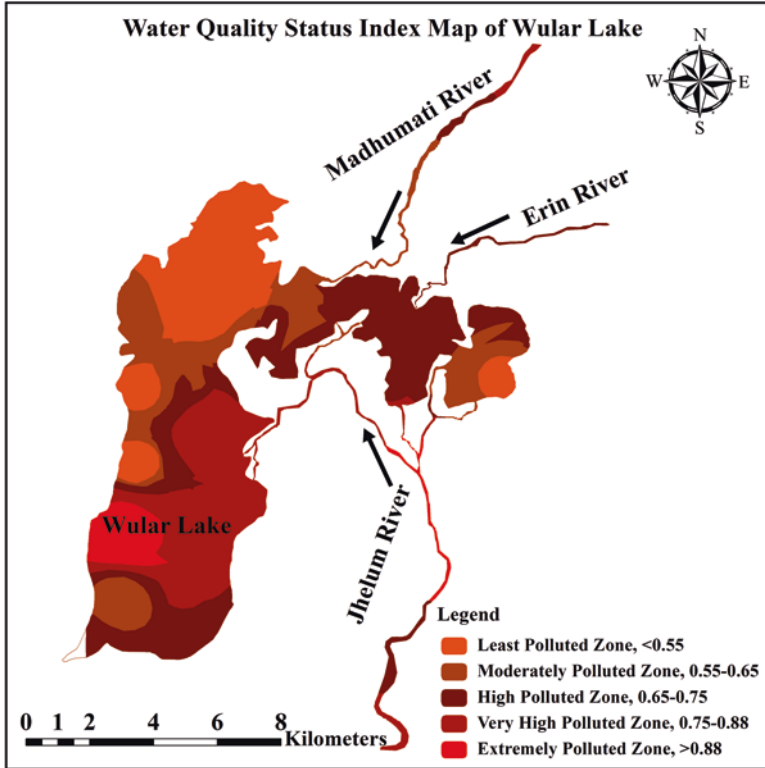 Water Quality Status Index Map of Wular Lake
N
W E
S
Madhumati River
Erin River
Wular Lake
Jhelum River
Legend
Least Polluted Zone, <0.55
Moderately Polluted Zone, 0.55-0.65
High Polluted Zone, 0.65-0.75
Very High Polluted Zone, 0.75-0.88
Extremely Polluted Zone, >0.88
0 1 2 4 6 8
Kilometers